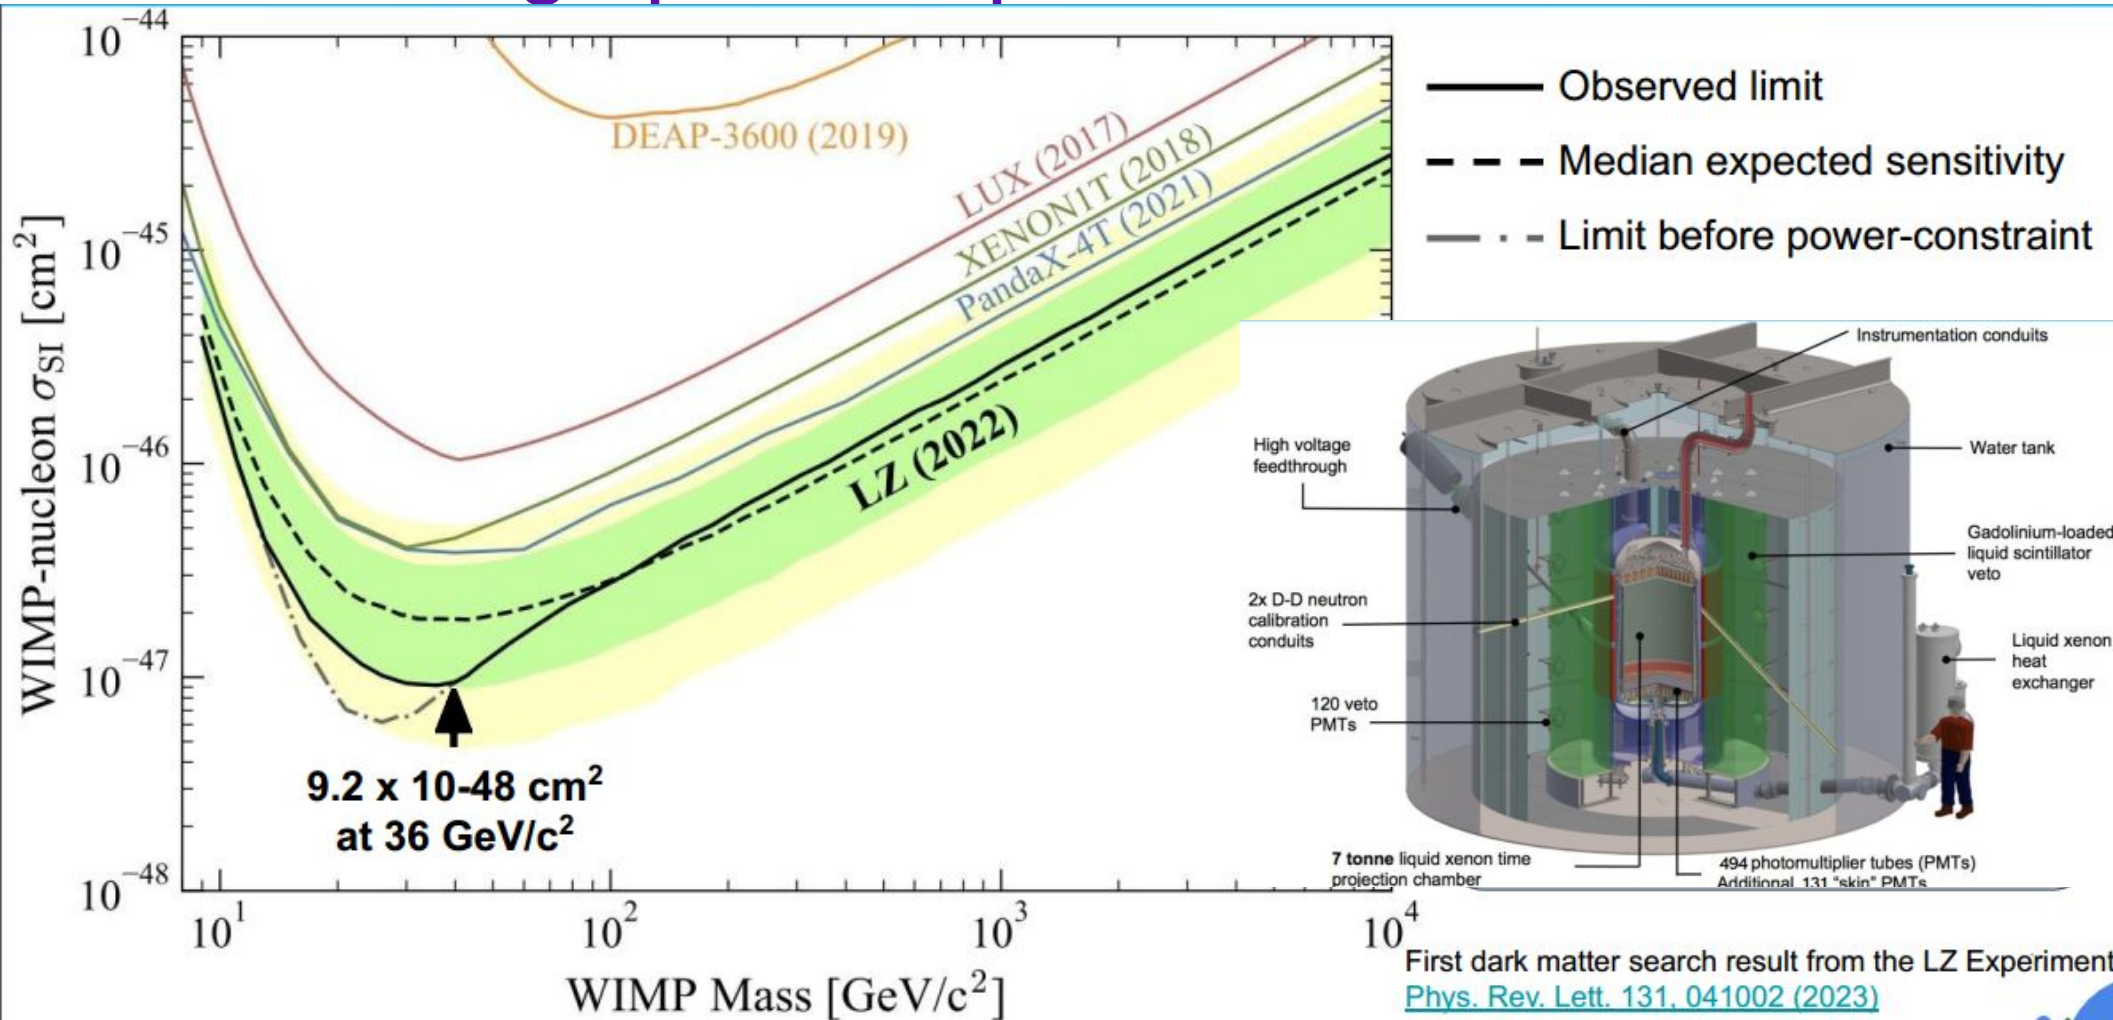 10⁻⁴⁴
10⁻⁴⁵
10⁻⁴⁶
10⁻⁴⁷
10⁻⁴⁸
WIMP-nucleon σSI [cm²]
DEAP-3600 (2019)
LUX (2017)
XENON1T (2018)
PandaX-4T (2021)
LZ (2022)
9.2 x 10-48 cm²
at 36 GeV/c²
10¹
10²
10³
10⁴
WIMP Mass [GeV/c²]
Observed limit
Median expected sensitivity
Limit before power-constraint
Instrumentation conduits
High voltage
feedthrough
Water tank
Gadolinium-loaded
liquid scintillator
veto
2x D-D neutron
calibration
conduits
Liquid xenon
heat
exchanger
120 veto
PMTs
7 tonne liquid xenon time
projection chamber
494 photomultiplier tubes (PMTs)
Additional 131 "skin" PMTs
First dark matter search result from the LZ Experiment
Phys. Rev. Lett. 131, 041002 (2023)